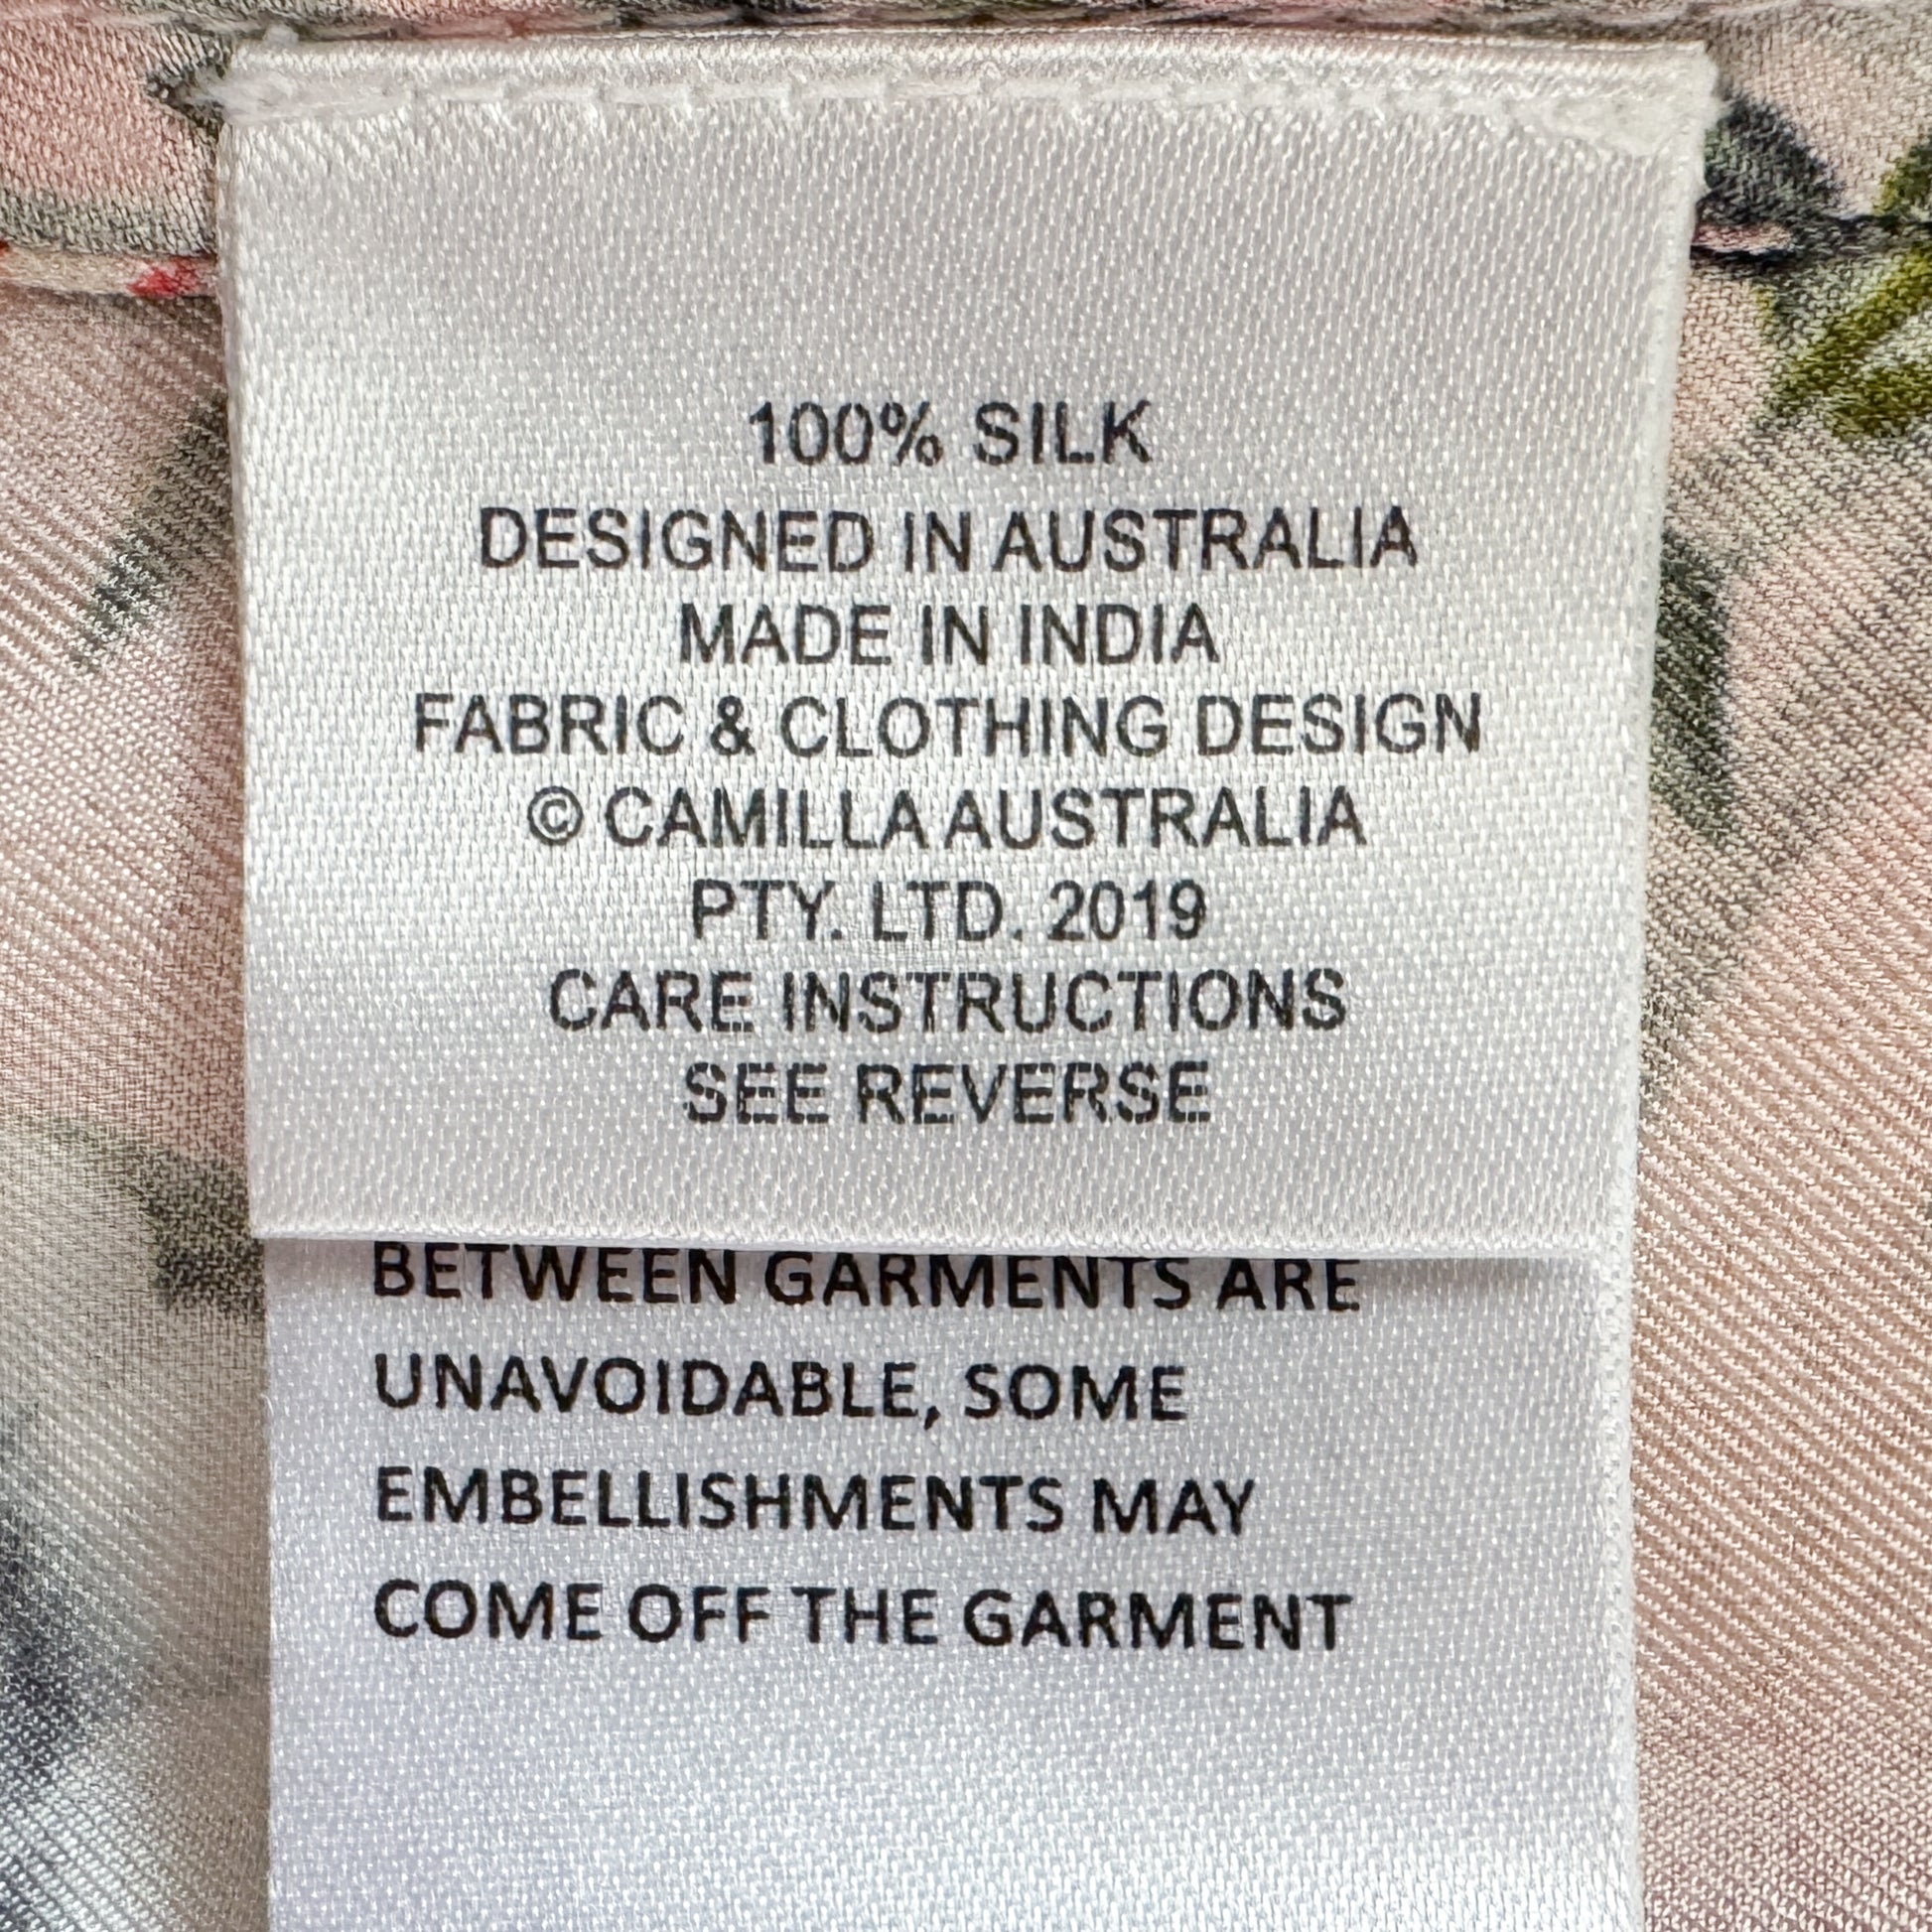 100% SILK
DESIGNED IN AUSTRALIA
MADE IN INDIA
FABRIC & CLOTHING DESIGN
© CAMILLA AUSTRALIA
PTY. LTD. 2019
CARE INSTRUCTIONS
SEE REVERSE
BETWEEN GARMENTS ARE
UNAVOIDABLE, SOME
EMBELLISHMENTS MAY
COME OFF THE GARMENT